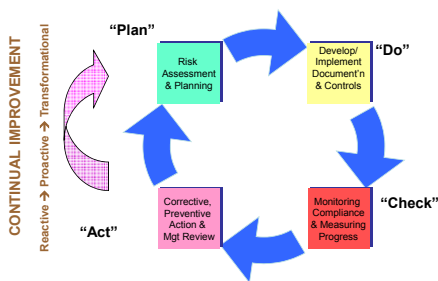 “Plan”
Risk
Assessment
& Planning
Develop/
Implement
Document'n
& Controls
“Do”
CONTINUAL IMPROVEMENT
Reactive ➔ Proactive ➔ Transformational
“Act”
Corrective,
Preventive
Action &
Mgt Review
Monitoring
Compliance
& Measuring
Progress
“Check”